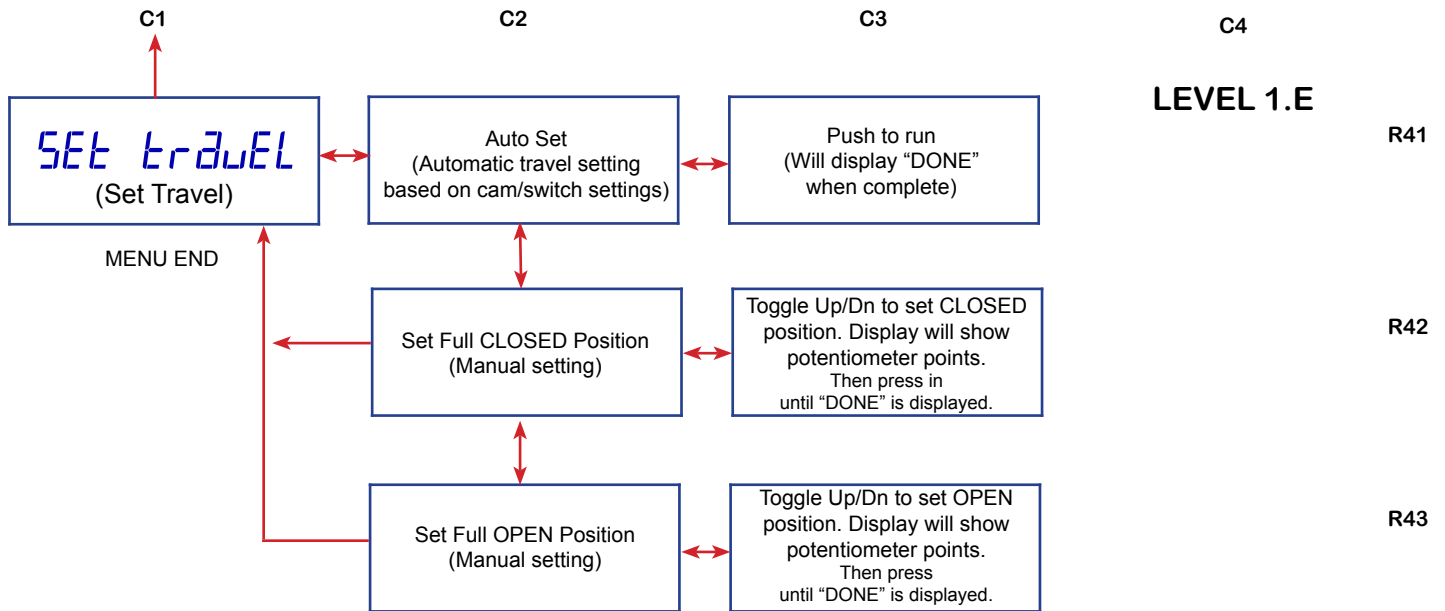 C1
C2
C3
C4
LEVEL 1.E
SEt trAvEL
(Set Travel)
MENU END
Auto Set
(Automatic travel setting
based on cam/switch settings)
Push to run
(Will display “DONE”
when complete)
R41
Set Full CLOSED Position
(Manual setting)
Toggle Up/Dn to set CLOSED
position. Display will show
potentiometer points.
Then press in
until “DONE” is displayed.
R42
Set Full OPEN Position
(Manual setting)
Toggle Up/Dn to set OPEN
position. Display will show
potentiometer points.
Then press
until “DONE” is displayed.
R43